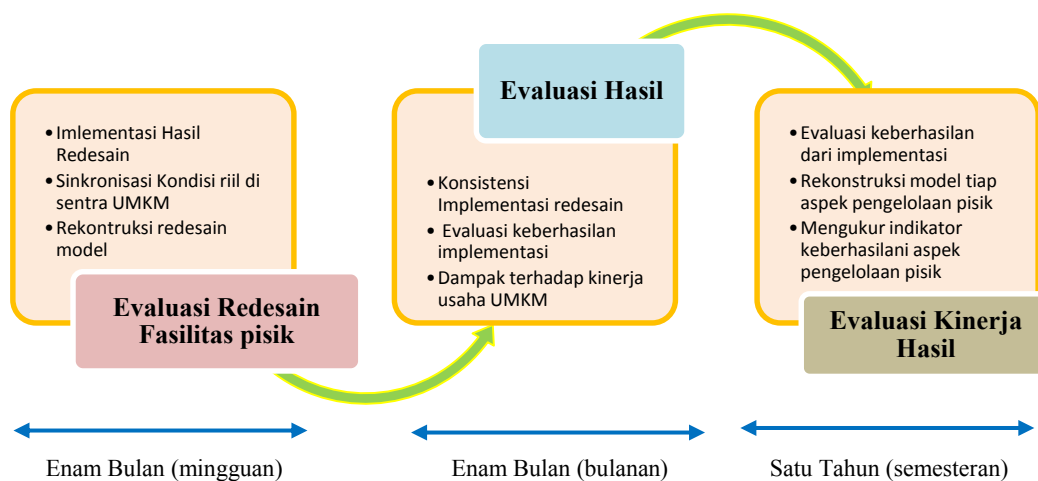 • Imlementasi Hasil
Redesain
• Sinkronisasi Kondisi riil di
sentra UMKM
• Rekontruksi redesain
model
Evaluasi Redesain
Fasilitas pisik
Evaluasi Hasil
• Konsistensi
Implementasi redesain
• Evaluasi keberhasilan
implementasi
• Dampak terhadap kinerja
usaha UMKM
• Evaluasi keberhasilan
dari implementasi
• Rekonstruksi model tiap
aspek pengelolaan pisik
• Mengukur indikator
keberhasilani aspek
pengelolaan pisik
Evaluasi Kinerja
Hasil
Enam Bulan (mingguan)
Enam Bulan (bulanan)
Satu Tahun (semesteran)